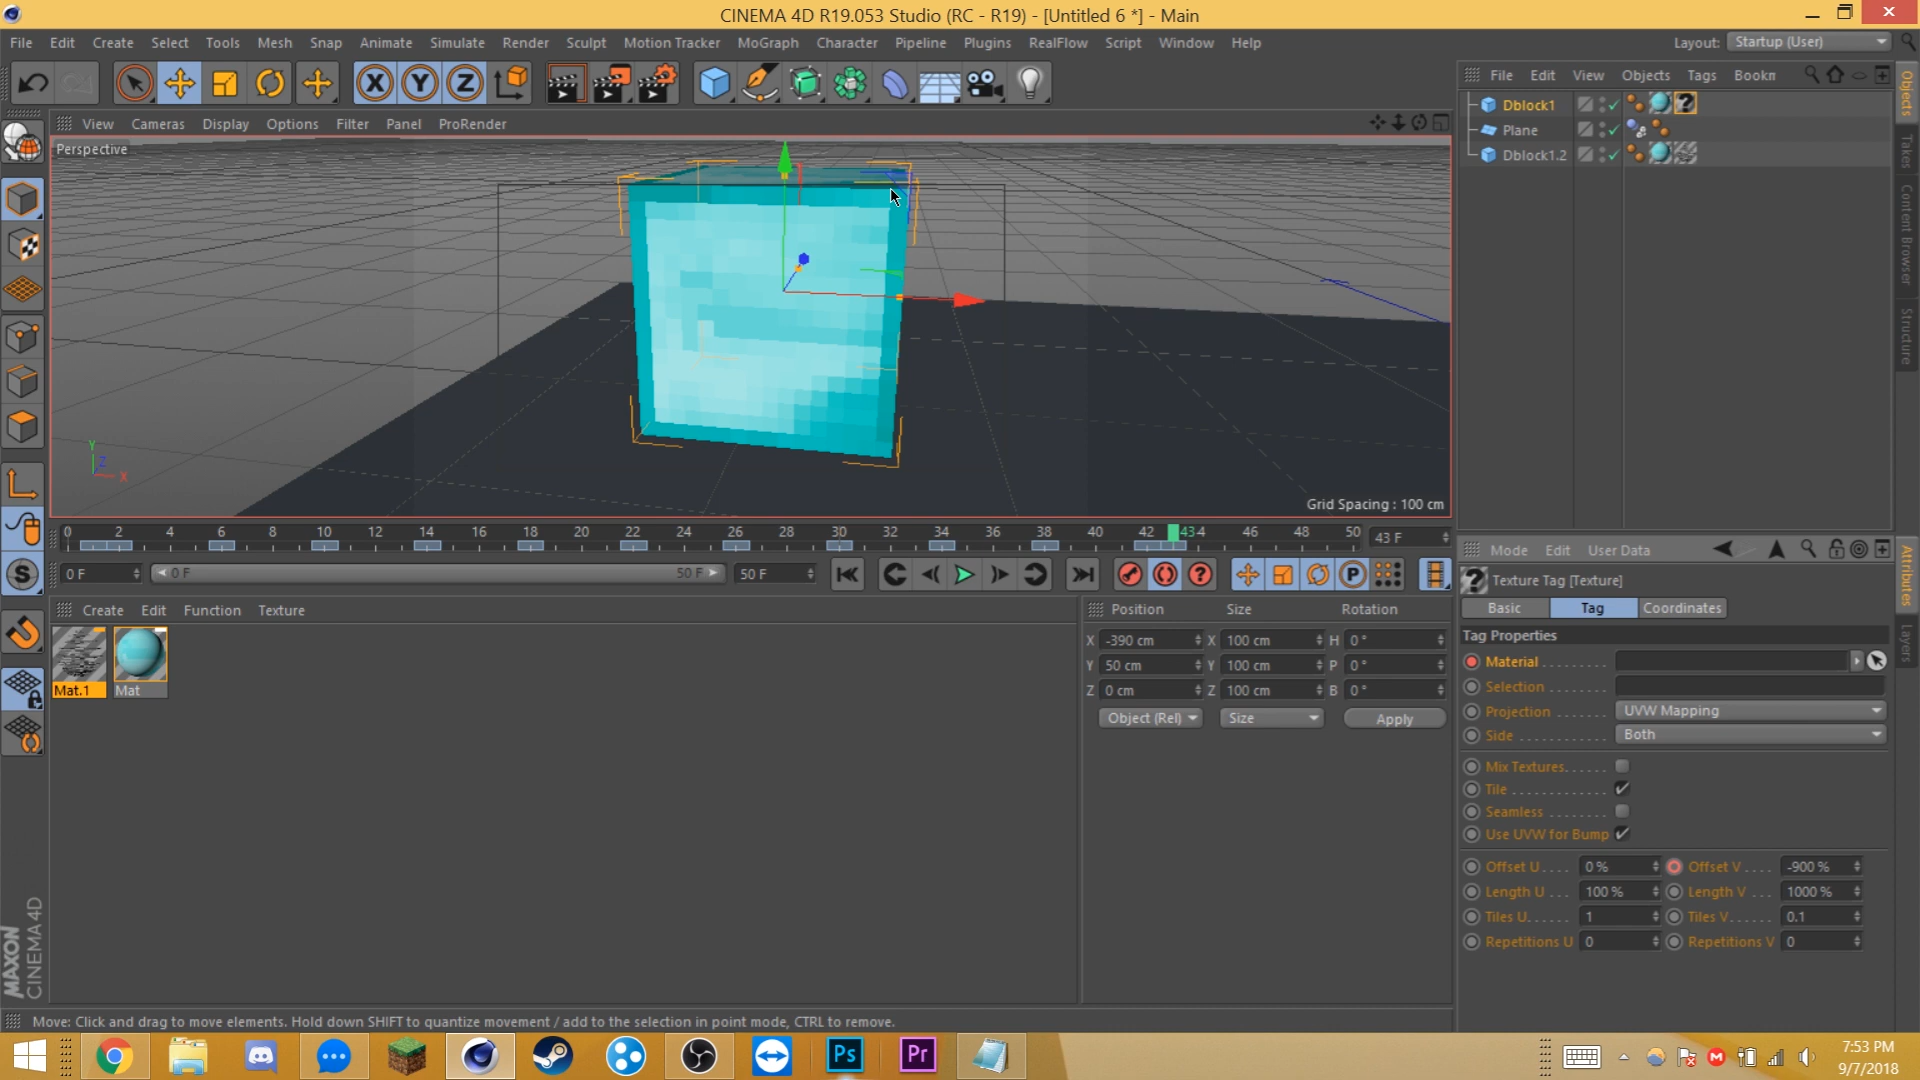 CINEMA 4D R19.053 Studio (RC - R19) - [Untitled 6 *] - Main
File Edit Create Select Tools Mesh Snap Animate Simulate Render Sculpt Motion Tracker MoGraph Character Pipeline Plugins RealFlow Script Window Help
Layout: Startup (User)
File Edit View Objects Tags Bookn
Objects
Takes
Content Browser
Structure
Dblock1
Plane
Dblock1.2
View Cameras Display Options Filter Panel ProRender
Perspective
Y
Z
X
Grid Spacing : 100 cm
0 2 4 6 8 10 12 14 16 18 20 22 24 26 28 30 32 34 36 38 40 42 43 4 46 48 50 43 F
0 F 0 F 50 F 50 F
Create Edit Function Texture
Mat.1 Mat
Position Size Rotation
X -390 cm X 100 cm H 0 °
Y 50 cm Y 100 cm P 0 °
Z 0 cm Z 100 cm B 0 °
Object (Rel) Size Apply
Mode Edit User Data
Attributes
Layers
Texture Tag [Texture]
Basic Tag Coordinates
Tag Properties
Material
Selection
Projection UVW Mapping
Side Both
Mix Textures
Tile
Seamless
Use UVW for Bump
Offset U 0 % Offset V -900 %
Length U 100 % Length V 1000 %
Tiles U 1 Tiles V 0.1
Repetitions U 0 Repetitions V 0
MAXON
CINEMA 4D
Move: Click and drag to move elements. Hold down SHIFT to quantize movement / add to the selection in point mode, CTRL to remove.
Ps Pr
7:53 PM
9/7/2018